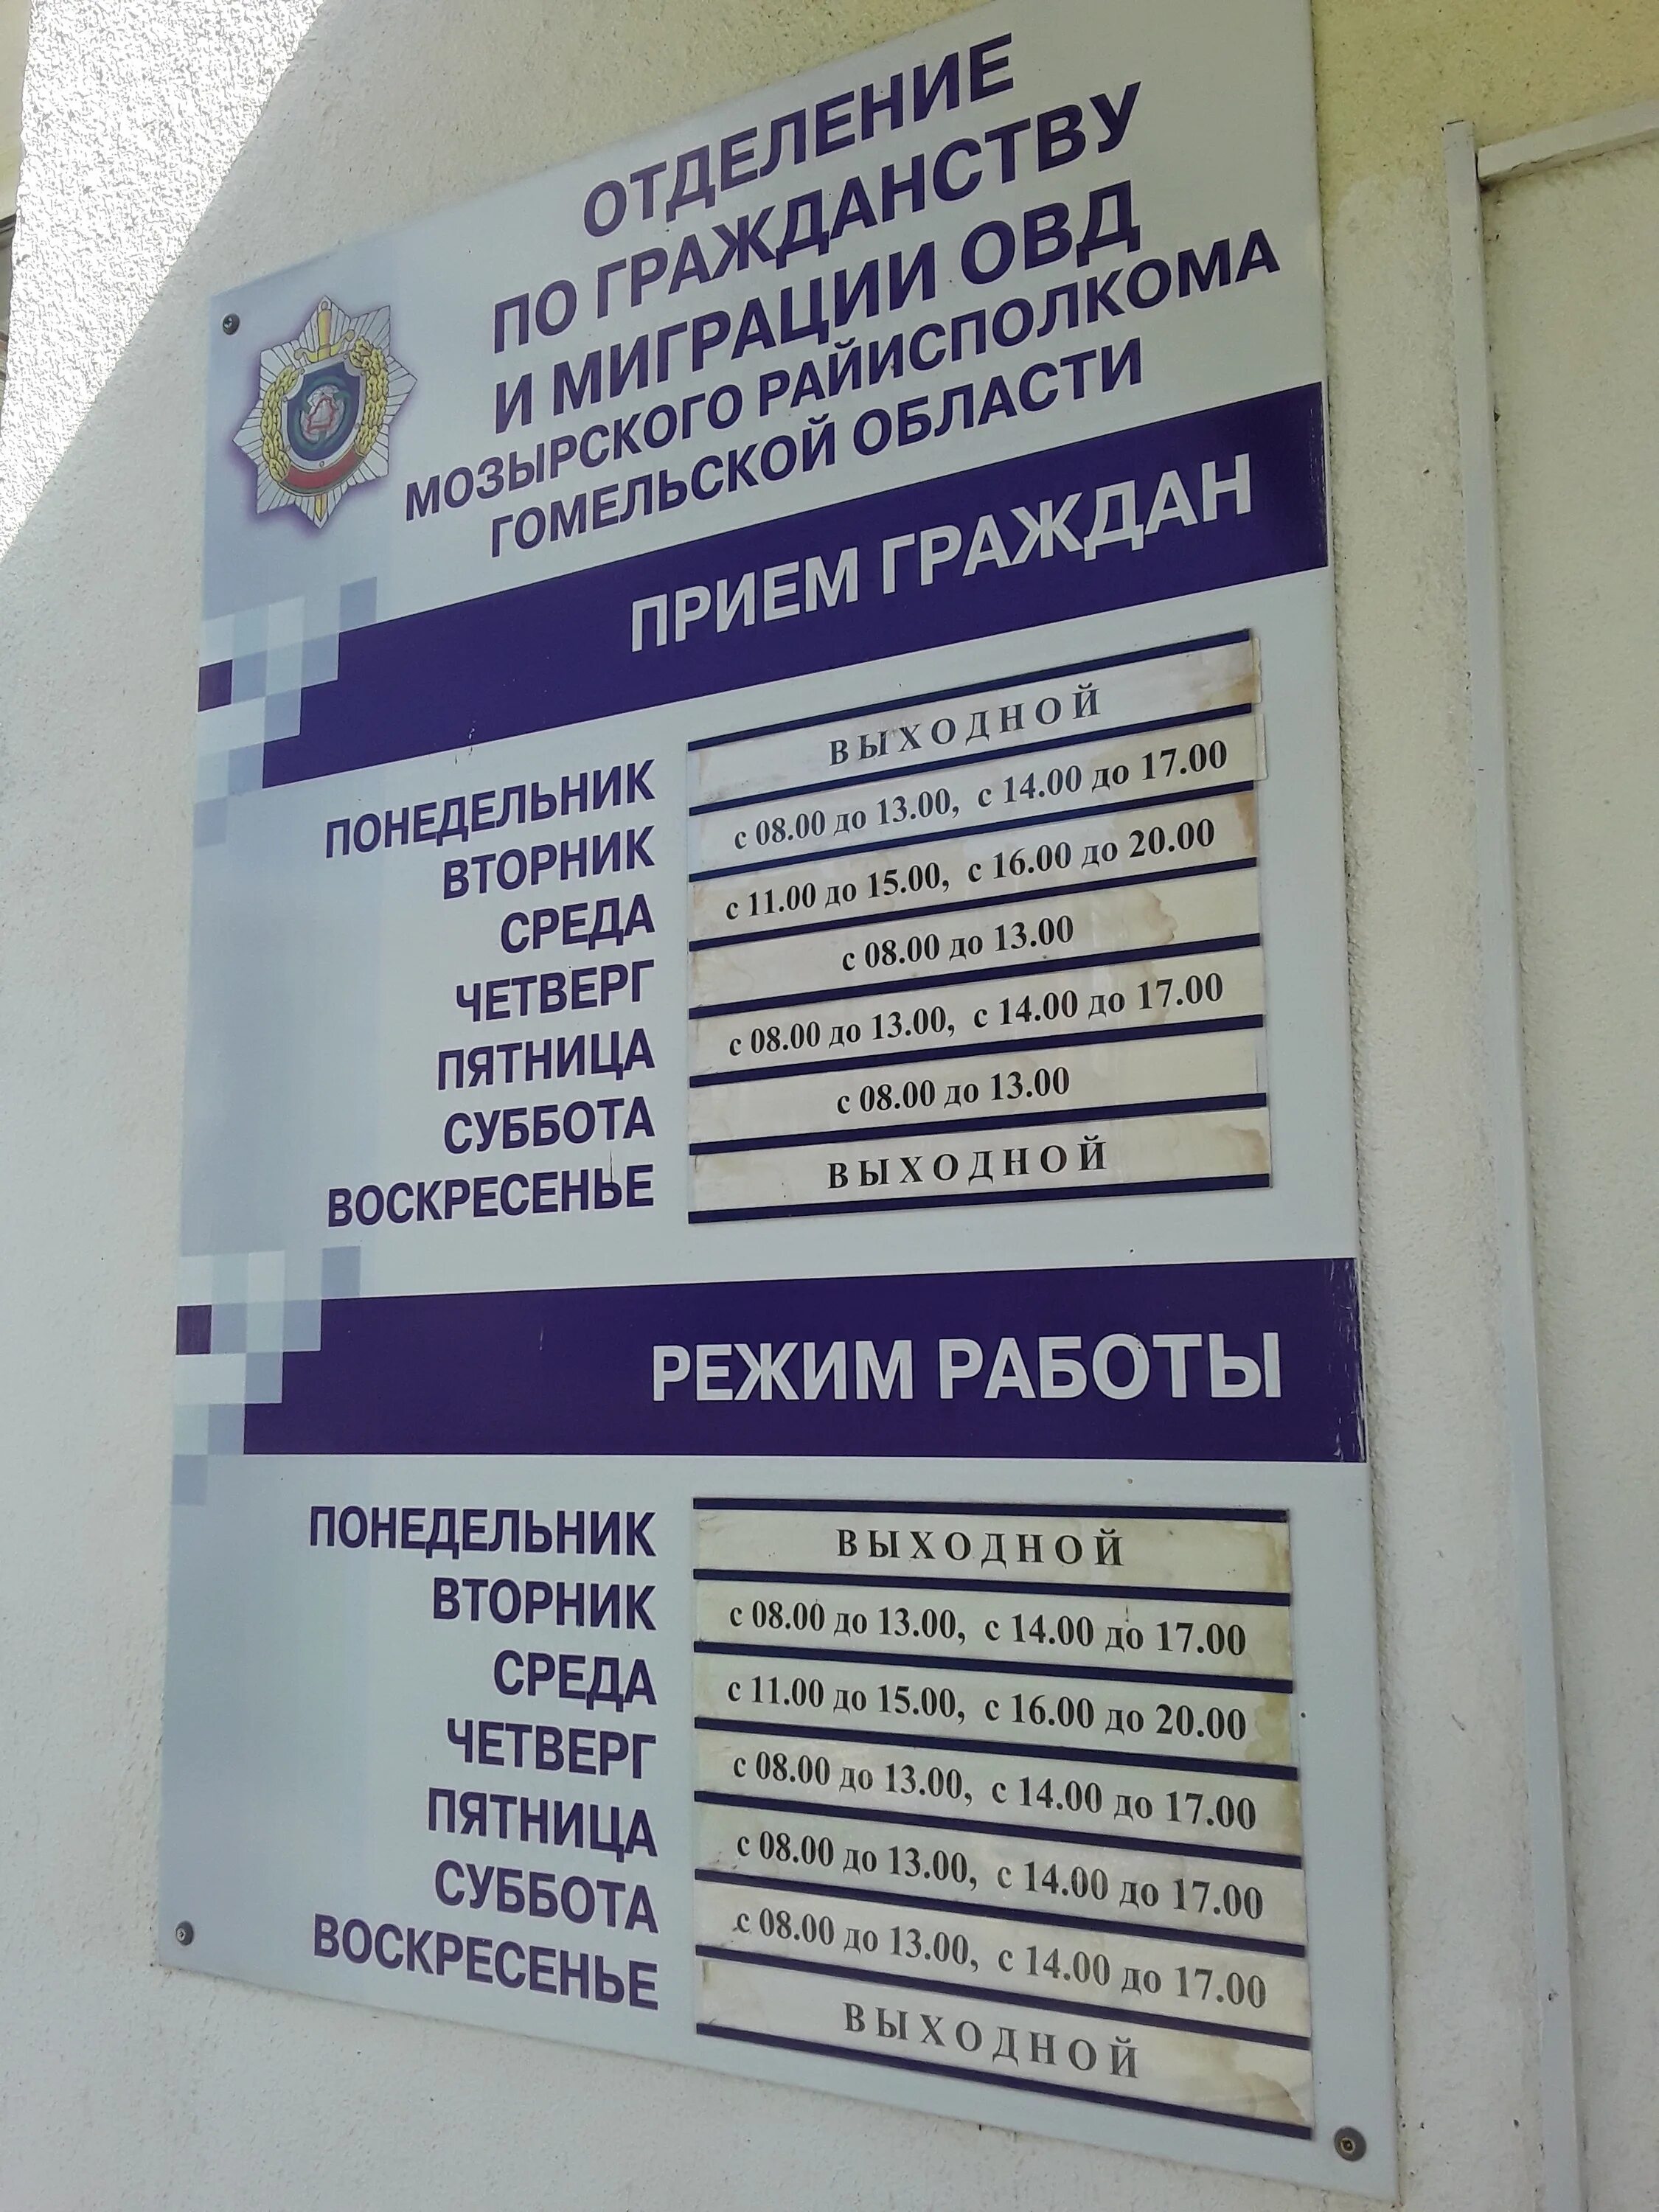 ОТДЕЛЕНИЕ
ПО ГРАЖДАНСТВУ
И МИГРАЦИИ ОВД
МОЗЫРСКОГО РАЙИСПОЛКОМА
ГОМЕЛЬСКОЙ ОБЛАСТИ
ПРИЕМ ГРАЖДАН
ПОНЕДЕЛЬНИК ВЫХОДНОЙ
ВТОРНИК с 08.00 до 13.00, с 14.00 до 17.00
СРЕДА с 11.00 до 15.00, с 16.00 до 20.00
ЧЕТВЕРГ с 08.00 до 13.00
ПЯТНИЦА с 08.00 до 13.00, с 14.00 до 17.00
СУББОТА с 08.00 до 13.00
ВОСКРЕСЕНЬЕ ВЫХОДНОЙ
РЕЖИМ РАБОТЫ
ПОНЕДЕЛЬНИК ВЫХОДНОЙ
ВТОРНИК с 08.00 до 13.00, с 14.00 до 17.00
СРЕДА с 11.00 до 15.00, с 16.00 до 20.00
ЧЕТВЕРГ с 08.00 до 13.00, с 14.00 до 17.00
ПЯТНИЦА с 08.00 до 13.00, с 14.00 до 17.00
СУББОТА с 08.00 до 13.00, с 14.00 до 17.00
ВОСКРЕСЕНЬЕ ВЫХОДНОЙ